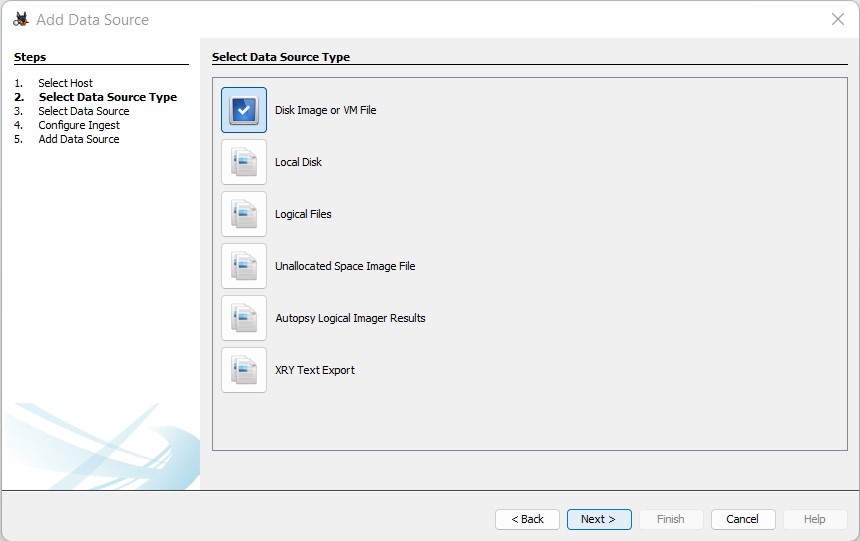 Add Data Source
Steps
1. Select Host
2. Select Data Source Type
3. Select Data Source
4. Configure Ingest
5. Add Data Source
Select Data Source Type
Disk Image or VM File
Local Disk
Logical Files
Unallocated Space Image File
Autopsy Logical Imager Results
XRY Text Export
< Back Next > Finish Cancel Help